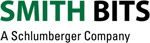 SMITH BITS
A Schlumberger Company